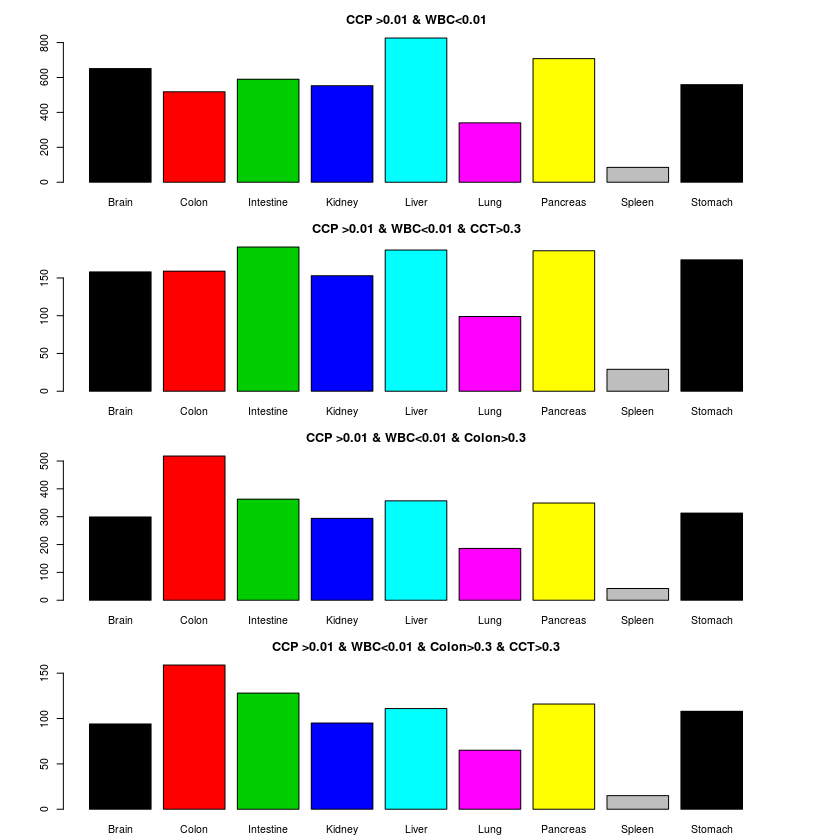 CCP >0.01 & WBC<0.01
800
600
400
200
0
Brain Colon Intestine Kidney Liver Lung Pancreas Spleen Stomach
CCP >0.01 & WBC<0.01 & CCT>0.3
150
100
50
0
Brain Colon Intestine Kidney Liver Lung Pancreas Spleen Stomach
CCP >0.01 & WBC<0.01 & Colon>0.3
500
400
300
200
100
0
Brain Colon Intestine Kidney Liver Lung Pancreas Spleen Stomach
CCP >0.01 & WBC<0.01 & Colon>0.3 & CCT>0.3
150
100
50
0
Brain Colon Intestine Kidney Liver Lung Pancreas Spleen Stomach